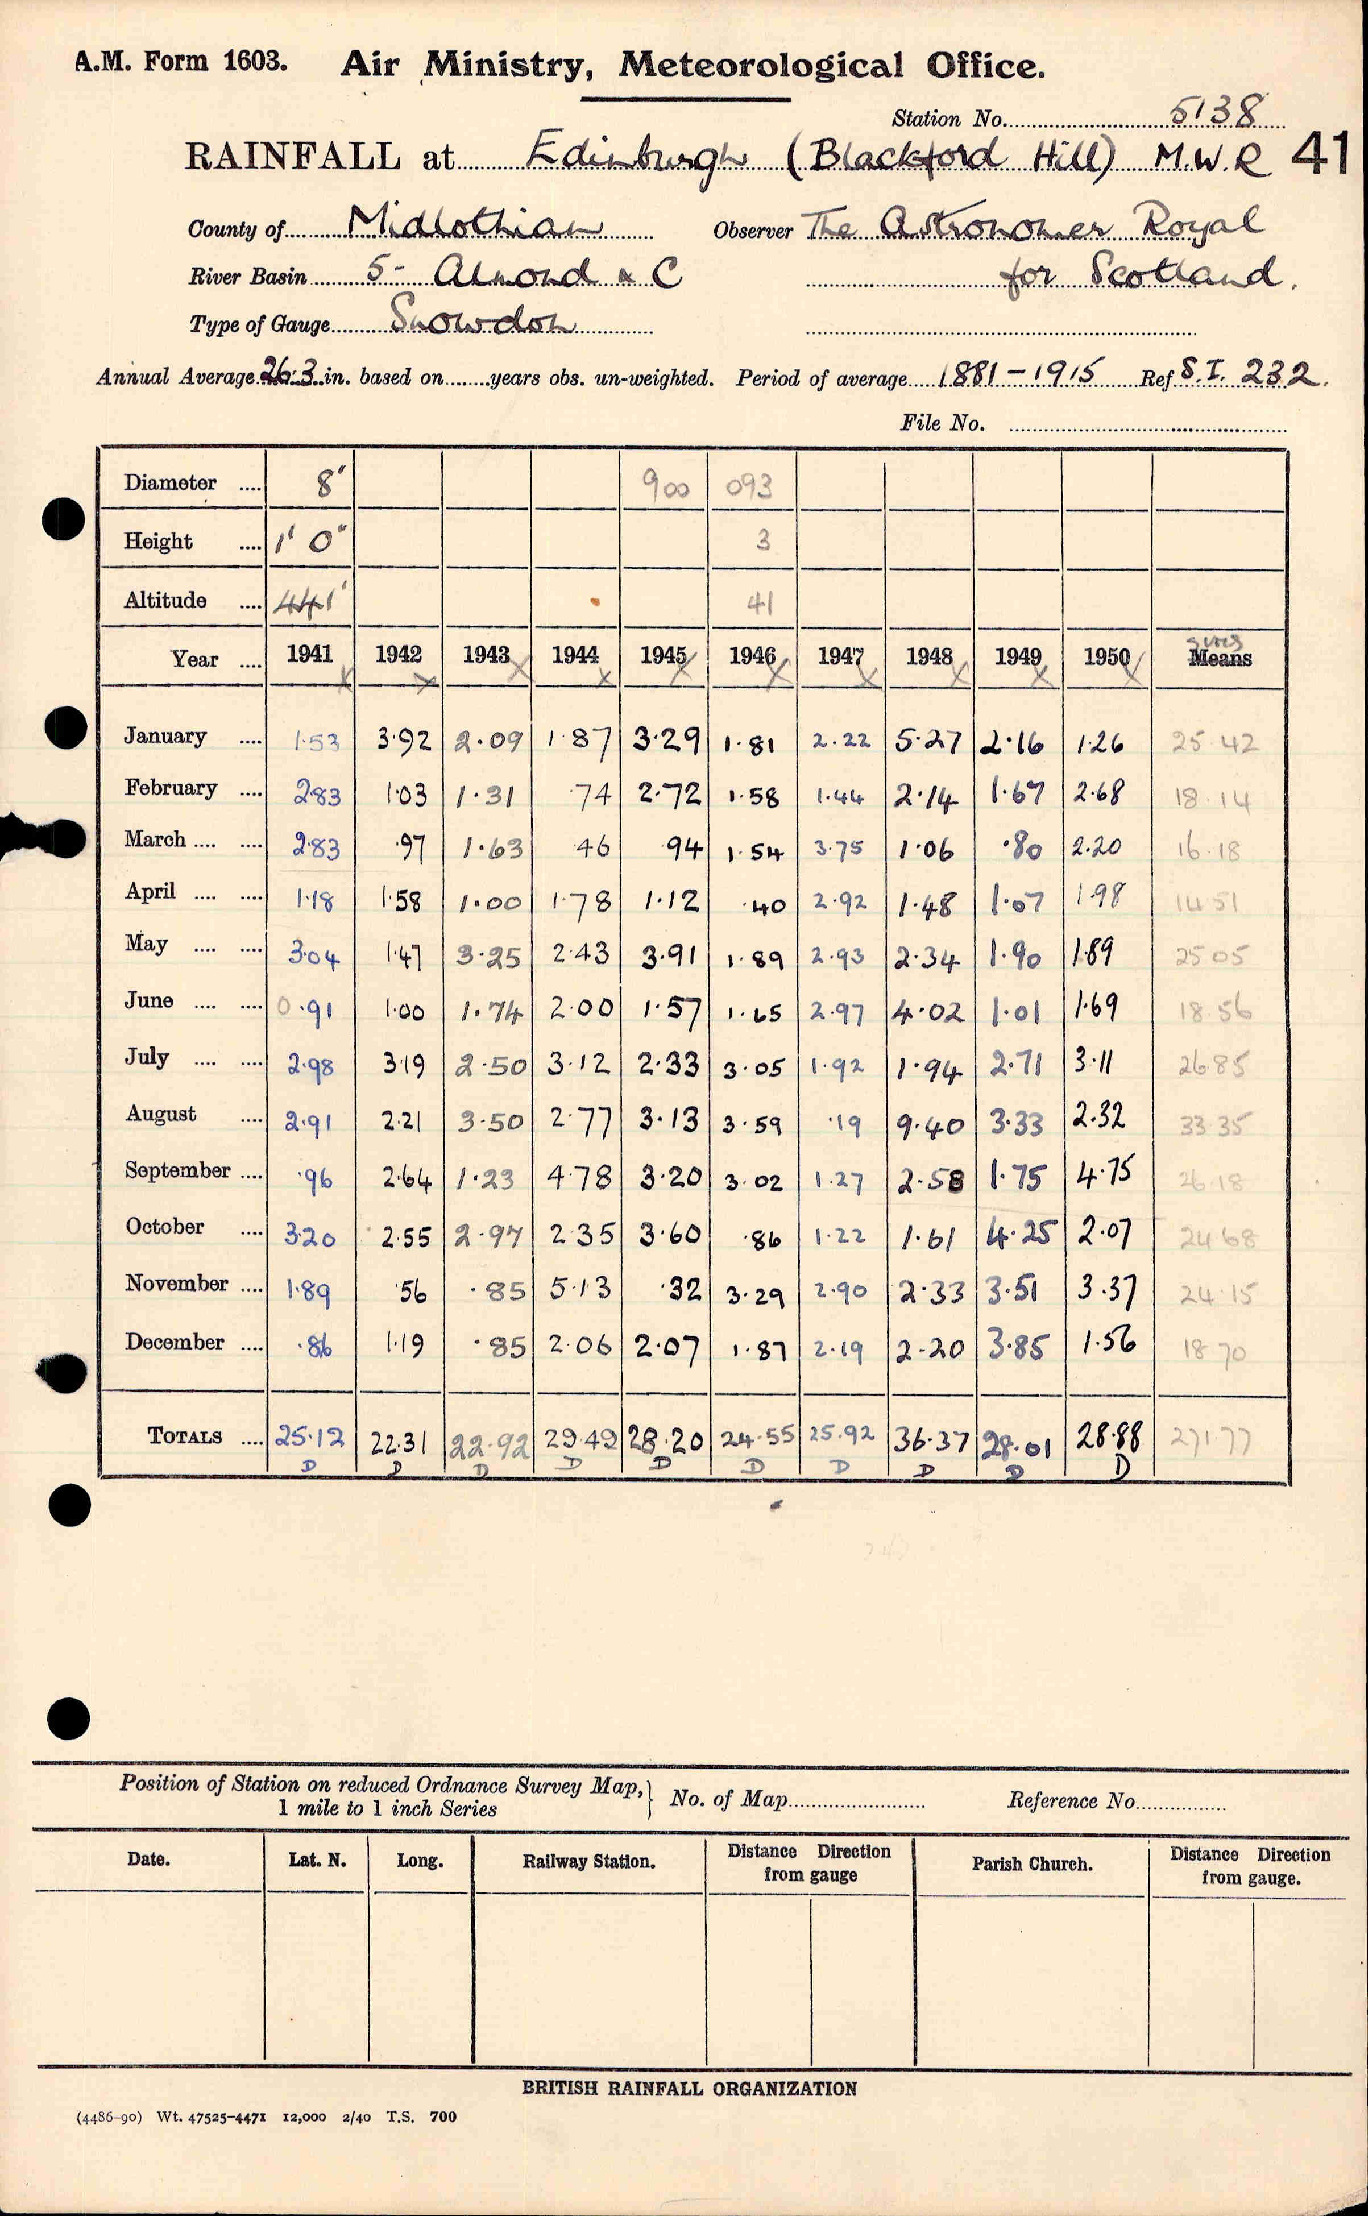 A.M. Form 1603. Air Ministry, Meteorological Office.
Station No. 5138
RAINFALL at Edinburgh (Blackford Hill) M.W.R 41
County of Midlothian Observer The Astronomer Royal
River Basin 5- Almond & C for Scotland.
Type of Gauge Snowdon
Annual Average 26.3 in. based on years obs. un-weighted. Period of average 1881-1915 Ref S.I. 232.
File No.
Diameter 8" 900 093
Height 1' 0" 3
Altitude 441' 41
Year 1941 1942 1943 1944 1945 1946 1947 1948 1949 1950 Means
January 1.53 3.92 2.09 1.87 3.29 1.81 2.22 5.27 2.16 1.26 25.42
February 2.83 1.03 1.31 .74 2.72 1.58 1.44 2.14 1.67 2.68 18.14
March 2.83 .97 1.63 .46 .94 1.54 3.75 1.06 .80 2.20 16.18
April 1.18 1.58 1.00 1.78 1.12 .40 2.92 1.48 1.07 1.98 14.51
May 3.04 1.47 3.25 2.43 3.91 1.89 2.93 2.34 1.90 1.89 25.05
June 0.91 1.00 1.74 2.00 1.57 1.65 2.97 4.02 1.01 1.69 18.56
July 2.98 3.19 2.50 3.12 2.33 3.05 1.92 1.94 2.71 3.11 26.85
August 2.91 2.21 3.50 2.77 3.13 3.59 .19 9.40 3.33 2.32 33.35
September .96 2.64 1.23 4.78 3.20 3.02 1.27 2.58 1.75 4.75 26.18
October 3.20 2.55 2.97 2.35 3.60 .86 1.22 1.61 4.25 2.07 24.68
November 1.89 .56 .85 5.13 .32 3.29 2.90 2.33 3.51 3.37 24.15
December .86 1.19 .85 2.06 2.07 1.87 2.19 2.20 3.85 1.56 18.70
TOTALS 25.12 22.31 22.92 29.49 28.20 24.55 25.92 36.37 28.01 28.88 271.77
D D D D D D D D D D
Position of Station on reduced Ordnance Survey Map, No. of Map Reference No.
1 mile to 1 inch Series
Date. Lat. N. Long. Railway Station. Distance Direction from gauge Parish Church. Distance Direction from gauge.
BRITISH RAINFALL ORGANIZATION
(4486-90) Wt. 47525-4471 12,000 2/40 T.S. 700